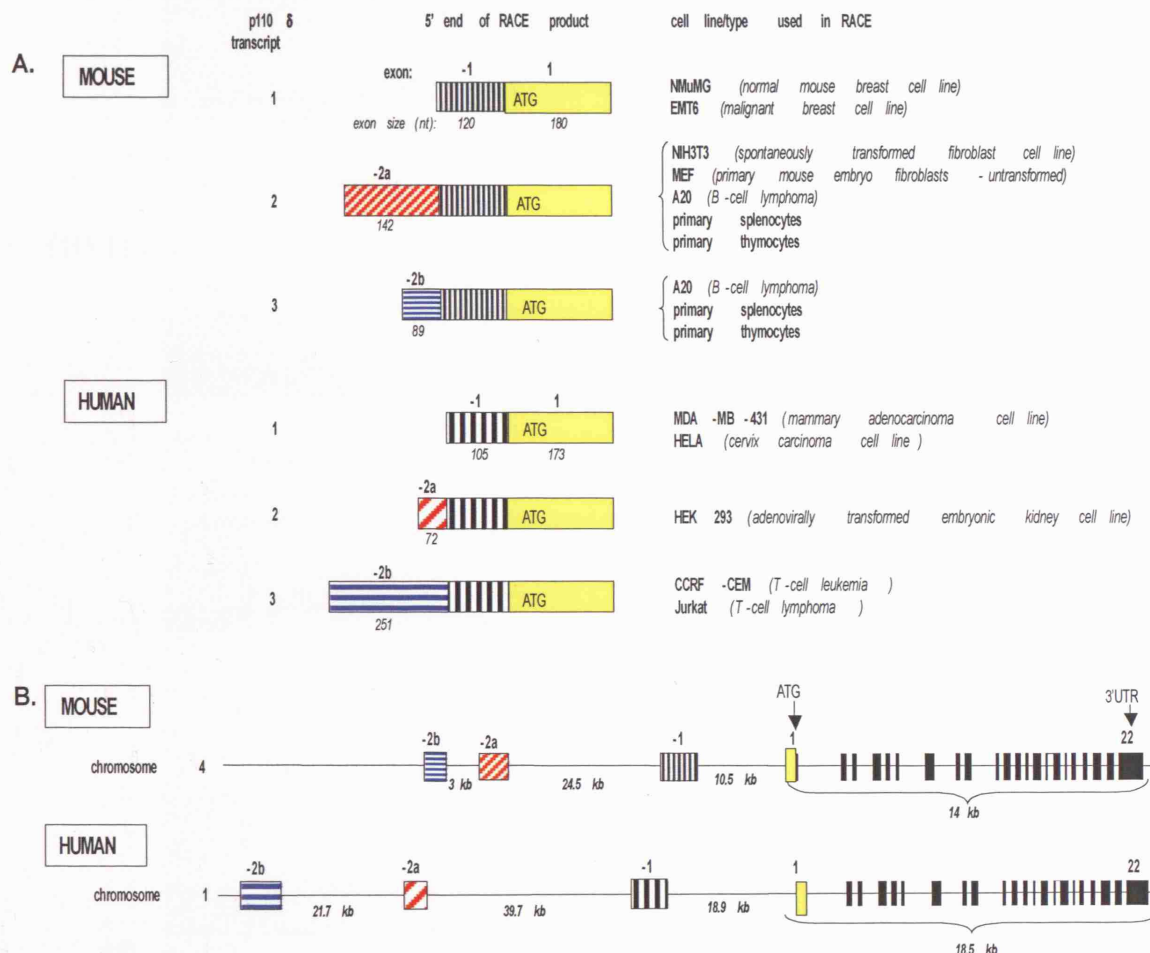 p110 δ transcript 5' end of RACE product cell line/type used in RACE
A. MOUSE
exon: -1 1
1 ATG NMuMG (normal mouse breast cell line)
exon size (nt): 120 180 EMT6 (malignant breast cell line)
-2a NIH3T3 (spontaneously transformed fibroblast cell line)
MEF (primary mouse embryo fibroblasts - untransformed)
2 ATG A20 (B -cell lymphoma)
142 primary splenocytes
primary thymocytes
-2b A20 (B -cell lymphoma)
3 ATG primary splenocytes
89 primary thymocytes
HUMAN
-1 1
1 ATG MDA -MB -431 (mammary adenocarcinoma cell line)
105 173 HELA (cervix carcinoma cell line )
-2a
2 ATG HEK 293 (adenovirally transformed embryonic kidney cell line)
72
-2b
3 ATG CCRF -CEM (T -cell leukemia )
251 Jurkat (T -cell lymphoma )
B. MOUSE
ATG 3'UTR
-2b -2a -1 1 22
chromosome 4
3 kb 24.5 kb 10.5 kb
14 kb
HUMAN
-2b -2a -1 1 22
chromosome 1
21.7 kb 39.7 kb 18.9 kb
18.5 kb